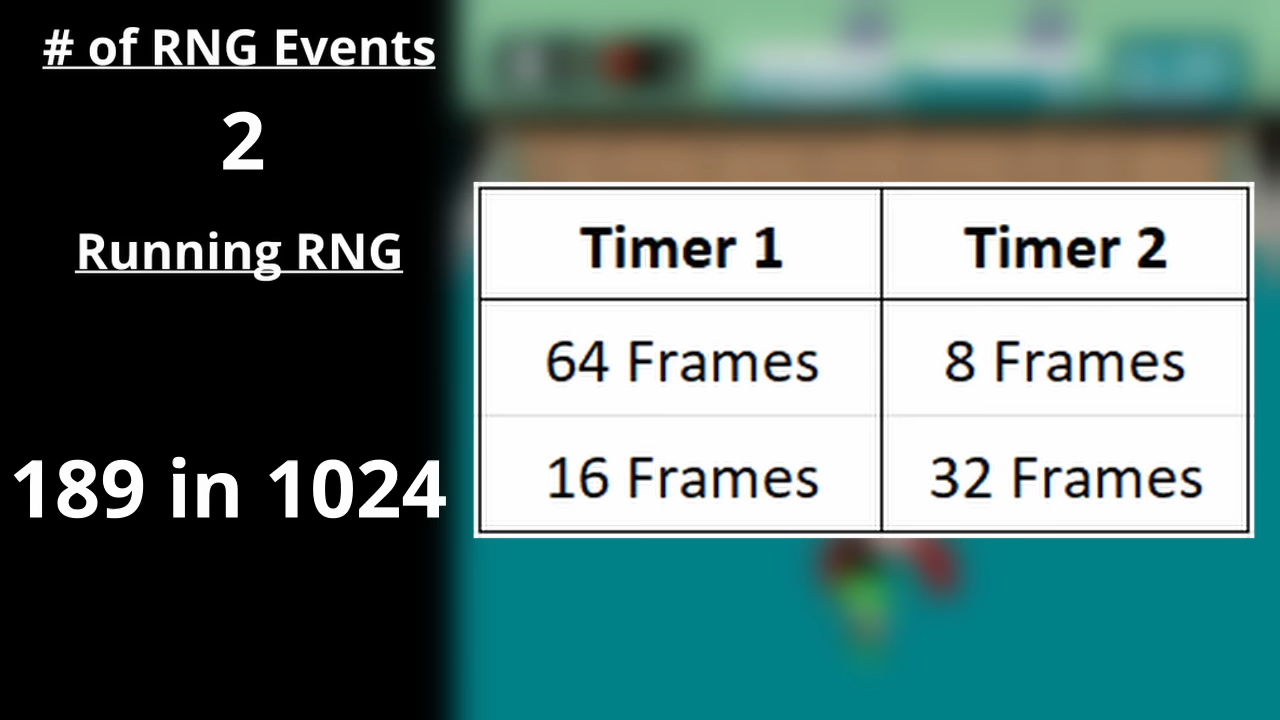 # of RNG Events
2
Running RNG
189 in 1024
Timer 1 Timer 2
64 Frames 8 Frames
16 Frames 32 Frames